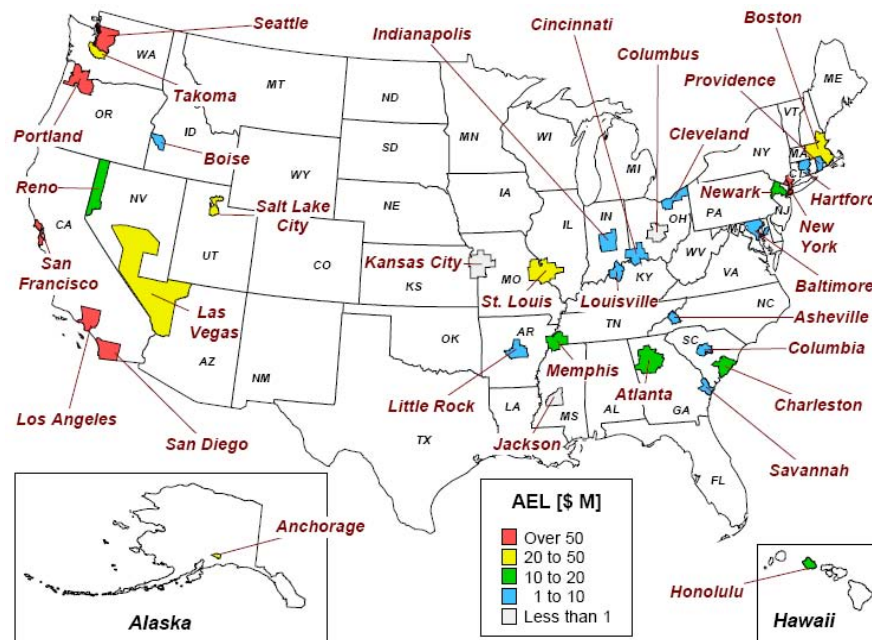 Seattle
Indianapolis
Cincinnati
Columbus
Boston
Providence
WA
MT
ND
MN
ME
VT
Takoma
OR
ID
WI
Cleveland
NY
MA
CT
Portland
Boise
SD
MI
Hartford
Reno
WY
IA
Newark
NV
NE
IL
IN
OH
PA
NJ
New
York
Salt Lake
City
CA
UT
CO
Kansas City
MO
WV
M
VA
Baltimore
San
Francisco
KS
St. Louis
Louisville
KY
Las
Vegas
NC
Asheville
AZ
NM
OK
AR
TN
SC
Columbia
Los Angeles
San Diego
Little Rock
Memphis
Atlanta
Charleston
TX
LA
Jackson
MS
AL
GA
Savannah
FL
Anchorage
Alaska
AEL [$ M]
Over 50
20 to 50
10 to 20
1 to 10
Less than 1
Honolulu
Hawaii